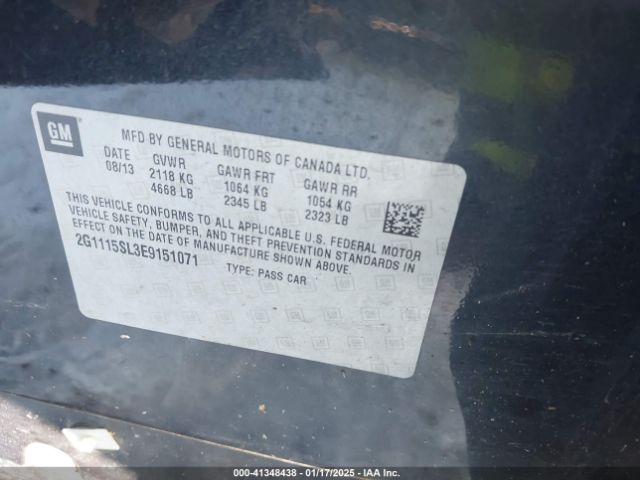 GM
MFD BY GENERAL MOTORS OF CANADA LTD.
DATE GVWR GAWR FRT GAWR RR
08/13 2118 KG 1064 KG 1054 KG
4668 LB 2345 LB 2323 LB
THIS VEHICLE CONFORMS TO ALL APPLICABLE U.S. FEDERAL MOTOR
VEHICLE SAFETY, BUMPER, AND THEFT PREVENTION STANDARDS IN
EFFECT ON THE DATE OF MANUFACTURE SHOWN ABOVE.
2G1115SL3E9151071 TYPE: PASS CAR
000-41348438 - 01/17/2025 - IAA Inc.